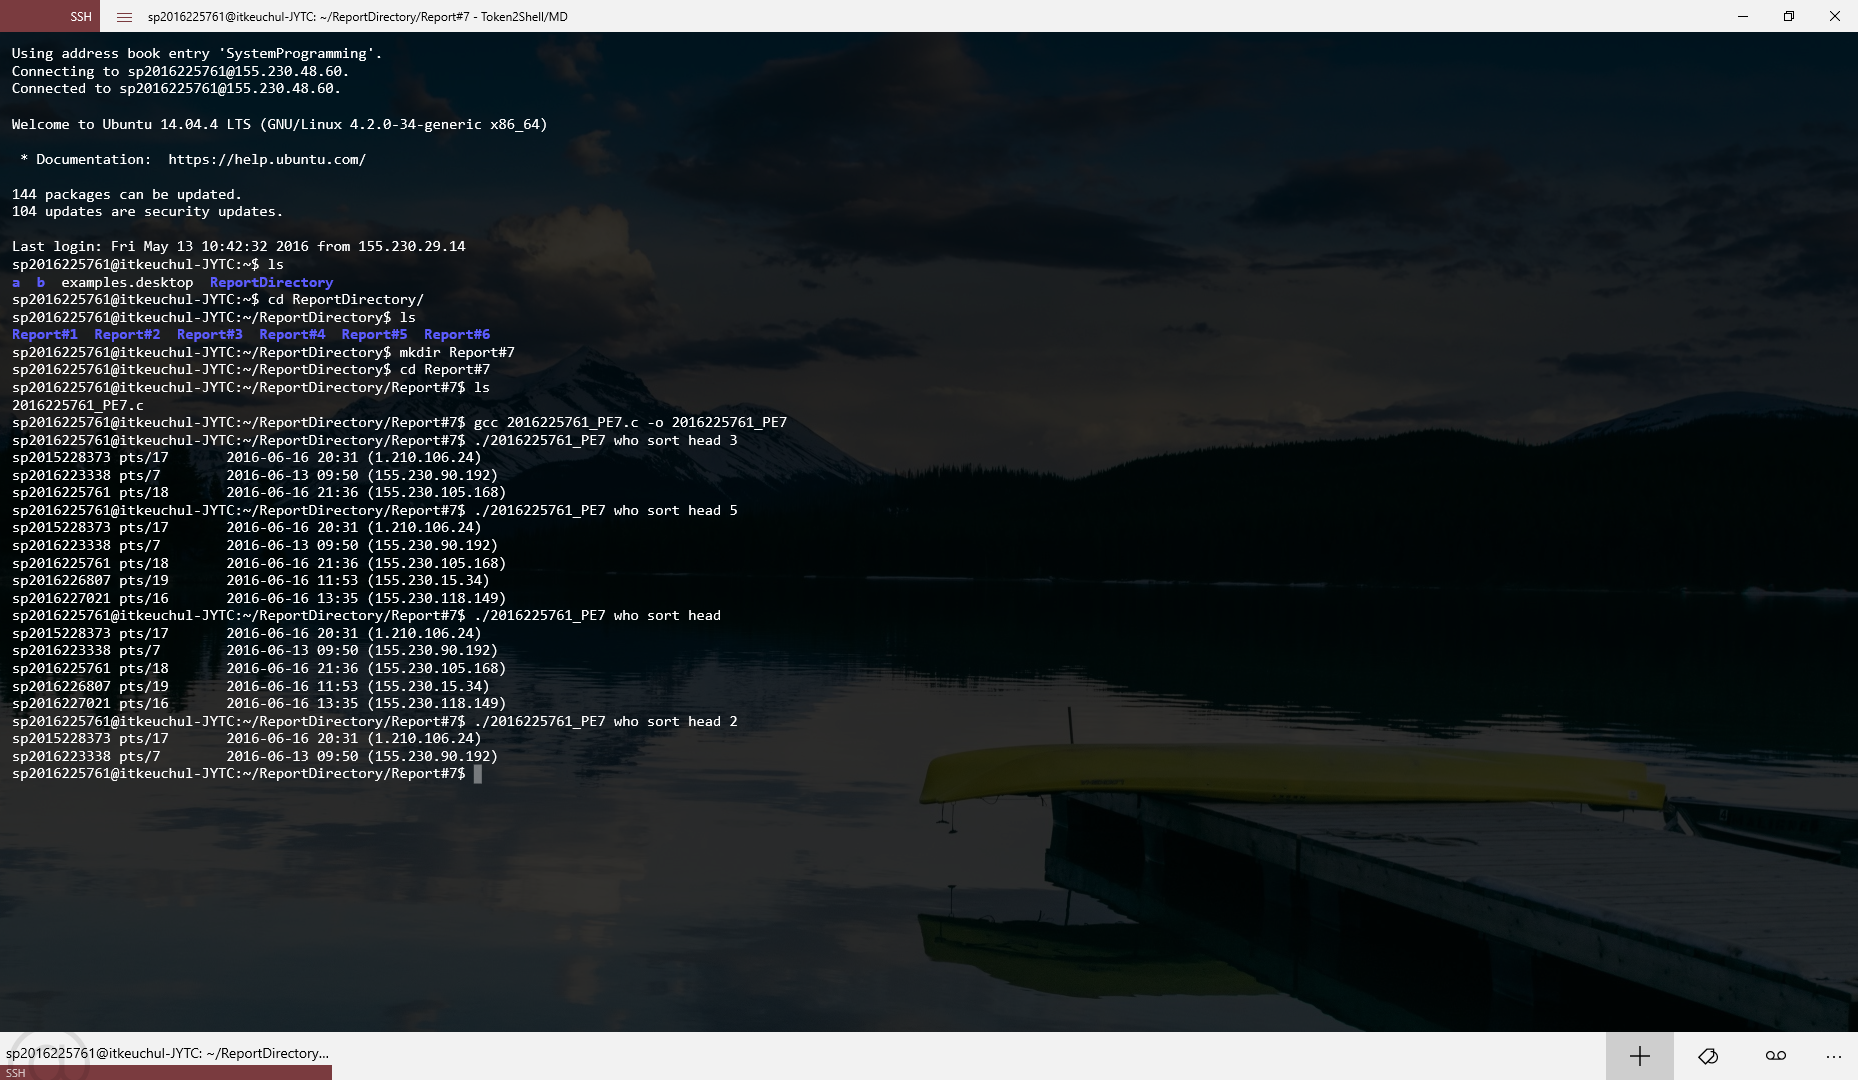 SSH
sp2016225761@itkeuchul-JYTC: ~/ReportDirectory/Report#7 - Token2Shell/MD
Using address book entry 'SystemProgramming'.
Connecting to sp2016225761@155.230.48.60.
Connected to sp2016225761@155.230.48.60.
Welcome to Ubuntu 14.04.4 LTS (GNU/Linux 4.2.0-34-generic x86_64)
* Documentation:  https://help.ubuntu.com/
144 packages can be updated.
104 updates are security updates.
Last login: Fri May 13 10:42:32 2016 from 155.230.29.14
sp2016225761@itkeuchul-JYTC:~$ ls
a  b  examples.desktop  ReportDirectory
sp2016225761@itkeuchul-JYTC:~$ cd ReportDirectory/
sp2016225761@itkeuchul-JYTC:~/ReportDirectory$ ls
Report#1  Report#2  Report#3  Report#4  Report#5  Report#6
sp2016225761@itkeuchul-JYTC:~/ReportDirectory$ mkdir Report#7
sp2016225761@itkeuchul-JYTC:~/ReportDirectory$ cd Report#7
sp2016225761@itkeuchul-JYTC:~/ReportDirectory/Report#7$ ls
2016225761_PE7.c
sp2016225761@itkeuchul-JYTC:~/ReportDirectory/Report#7$ gcc 2016225761_PE7.c -o 2016225761_PE7
sp2016225761@itkeuchul-JYTC:~/ReportDirectory/Report#7$ ./2016225761_PE7 who sort head 3
sp2015228373 pts/17       2016-06-16 20:31 (1.210.106.24)
sp2016223338 pts/7        2016-06-13 09:50 (155.230.90.192)
sp2016225761 pts/18       2016-06-16 21:36 (155.230.105.168)
sp2016225761@itkeuchul-JYTC:~/ReportDirectory/Report#7$ ./2016225761_PE7 who sort head 5
sp2015228373 pts/17       2016-06-16 20:31 (1.210.106.24)
sp2016223338 pts/7        2016-06-13 09:50 (155.230.90.192)
sp2016225761 pts/18       2016-06-16 21:36 (155.230.105.168)
sp2016226807 pts/19       2016-06-16 11:53 (155.230.15.34)
sp2016227021 pts/16       2016-06-16 13:35 (155.230.118.149)
sp2016225761@itkeuchul-JYTC:~/ReportDirectory/Report#7$ ./2016225761_PE7 who sort head
sp2015228373 pts/17       2016-06-16 20:31 (1.210.106.24)
sp2016223338 pts/7        2016-06-13 09:50 (155.230.90.192)
sp2016225761 pts/18       2016-06-16 21:36 (155.230.105.168)
sp2016226807 pts/19       2016-06-16 11:53 (155.230.15.34)
sp2016227021 pts/16       2016-06-16 13:35 (155.230.118.149)
sp2016225761@itkeuchul-JYTC:~/ReportDirectory/Report#7$ ./2016225761_PE7 who sort head 2
sp2015228373 pts/17       2016-06-16 20:31 (1.210.106.24)
sp2016223338 pts/7        2016-06-13 09:50 (155.230.90.192)
sp2016225761@itkeuchul-JYTC:~/ReportDirectory/Report#7$
sp2016225761@itkeuchul-JYTC: ~/ReportDirectory...
SSH